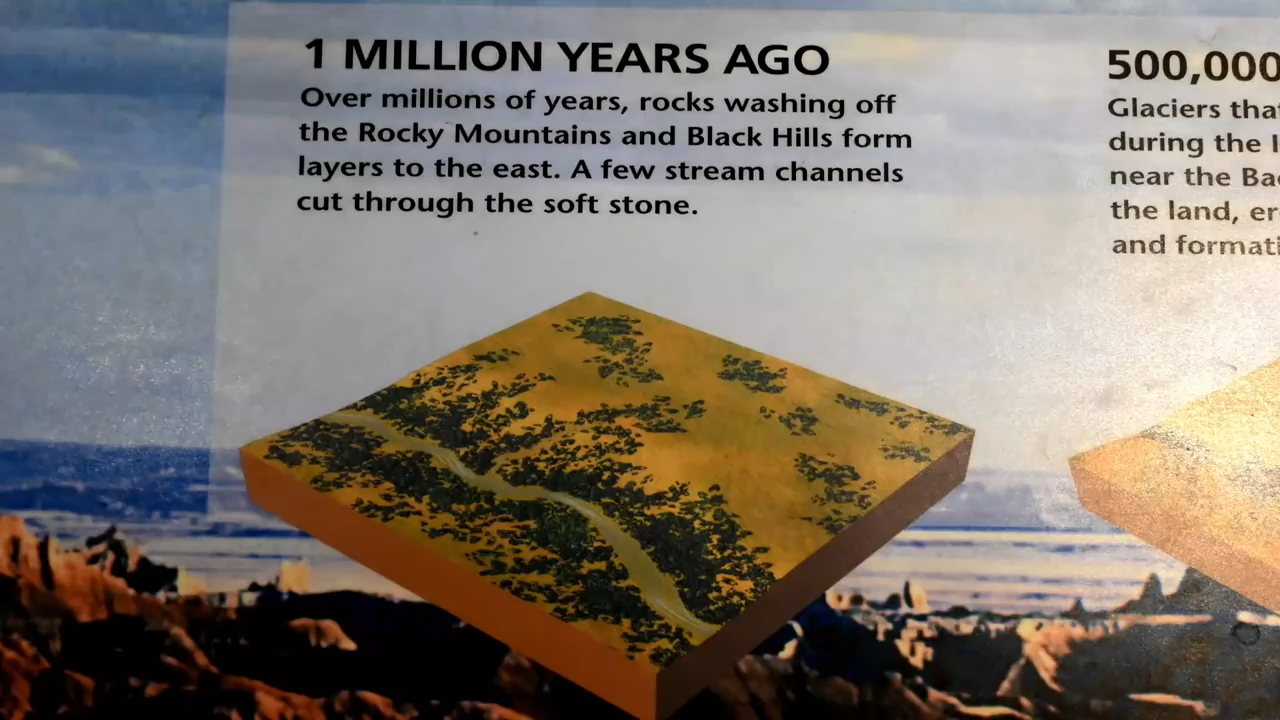 1 MILLION YEARS AGO
Over millions of years, rocks washing off
the Rocky Mountains and Black Hills form
layers to the east. A few stream channels
cut through the soft stone.
500,000
Glaciers
during the
near the
the land,
and